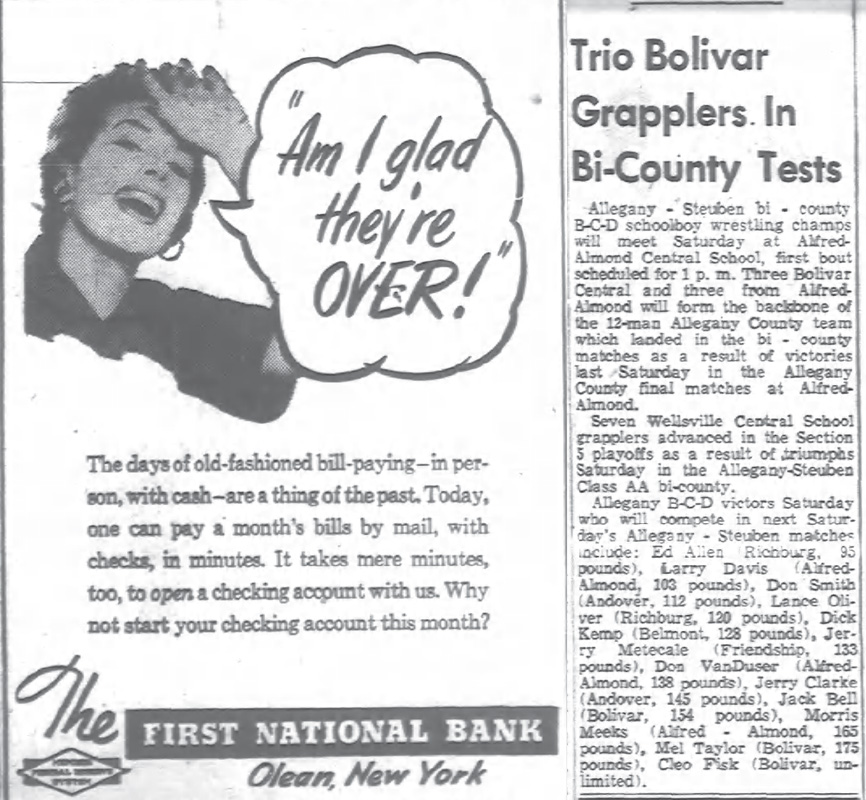 "Am I glad
they're
OVER!"
The days of old-fashioned bill-paying—in per-
son, with cash—are a thing of the past. Today,
one can pay a month's bills by mail, with
checks, in minutes. It takes mere minutes,
too, to open a checking account with us. Why
not start your checking account this month?
The FIRST NATIONAL BANK
MEMBER
FEDERAL RESERVE
SYSTEM
Olean, New York
Trio Bolivar
Grapplers In
Bi-County Tests
Allegany - Steuben bi - county
B-C-D schoolboy wrestling champs
will meet Saturday at Alfred-
Almond Central School, first bout
scheduled for 1 p. m. Three Bolivar
Central and three from Alfred-
Almond will form the backbone of
the 12-man Allegany County team
which landed in the bi - county
matches as a result of victories
last Saturday in the Allegany
County final matches at Alfred-
Almond.
Seven Wellsville Central School
grapplers advanced in the Section
5 playoffs as a result of triumphs
Saturday in the Allegany-Steuben
Class AA bi-county.
Allegany B-C-D victors Saturday
who will compete in next Satur-
day's Allegany - Steuben matches
include: Ed Allen (Richburg, 95
pounds), Larry Davis (Alfred-
Almond, 103 pounds), Don Smith
(Andover, 112 pounds), Lance Oli-
ver (Richburg, 120 pounds), Dick
Kemp (Belmont, 128 pounds), Jer-
ry Metecale (Friendship, 133
pounds), Don VanDuser (Alfred-
Almond, 138 pounds), Jerry Clarke
(Andover, 145 pounds), Jack Bell
(Bolivar, 154 pounds), Morris
Meeks (Alfred - Almond, 165
pounds), Mel Taylor (Bolivar, 175
pounds), Cleo Fisk (Bolivar, un-
limited).